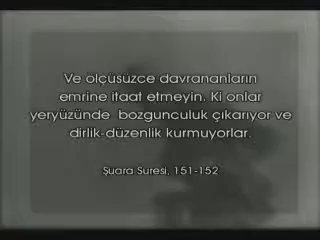 Ve ölçüsüzce davrananların
emrine itaat etmeyin. Ki onlar
yeryüzünde bozgunculuk çıkarıyor ve
dirlik-düzenlik kurmuyorlar.
Şuara Suresi, 151-152